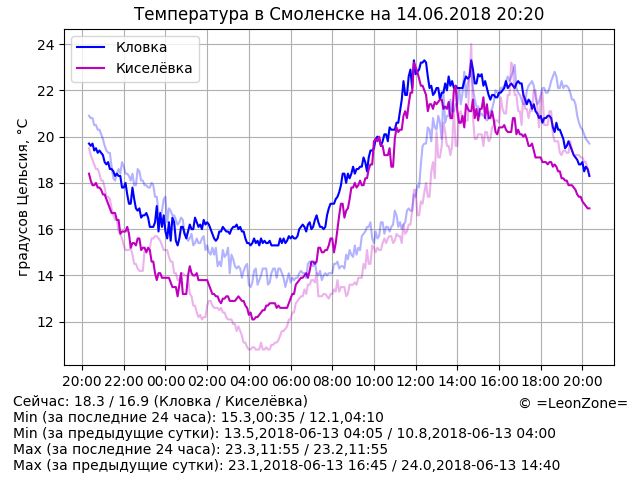 Температура в Смоленске на 14.06.2018 20:20
Кловка
Киселёвка
градусов Цельсия, °C
24
22
20
18
16
14
12
20:00 22:00 00:00 02:00 04:00 06:00 08:00 10:00 12:00 14:00 16:00 18:00 20:00
Сейчас: 18.3 / 16.9 (Кловка / Киселёвка)
© =LeonZone=
Min (за последние 24 часа): 15.3,00:35 / 12.1,04:10
Min (за предыдущие сутки): 13.5,2018-06-13 04:05 / 10.8,2018-06-13 04:00
Max (за последние 24 часа): 23.3,11:55 / 23.2,11:55
Max (за предыдущие сутки): 23.1,2018-06-13 16:45 / 24.0,2018-06-13 14:40